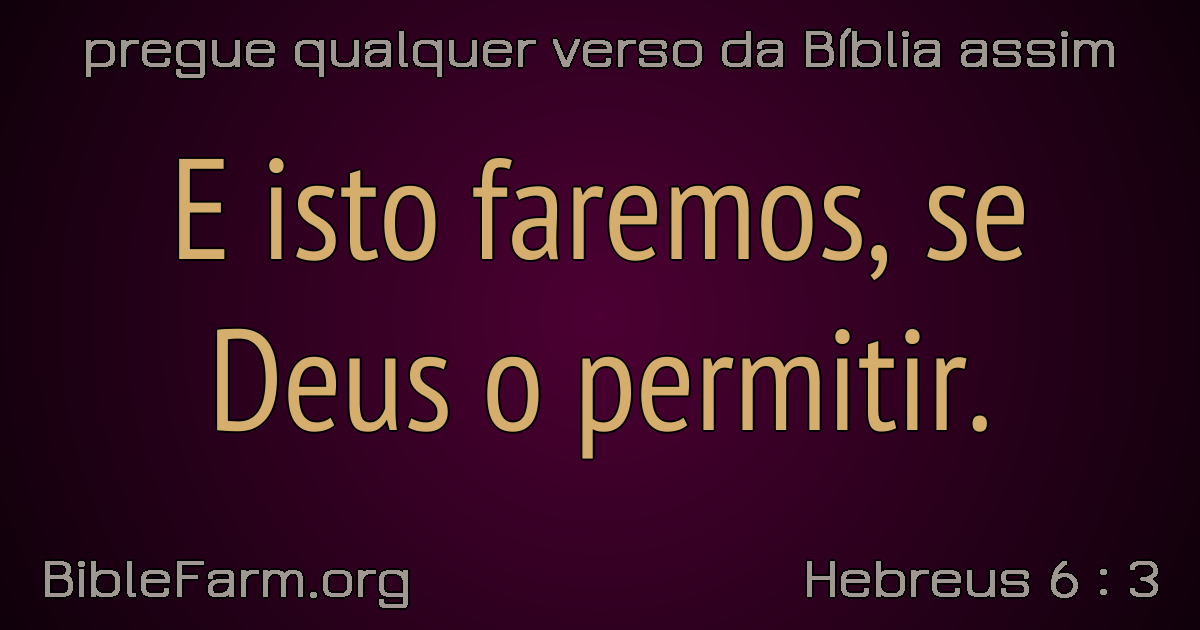 pregue qualquer verso da Bíblia assim
E isto faremos, se
Deus o permitir.
BibleFarm.org
Hebreus 6 : 3